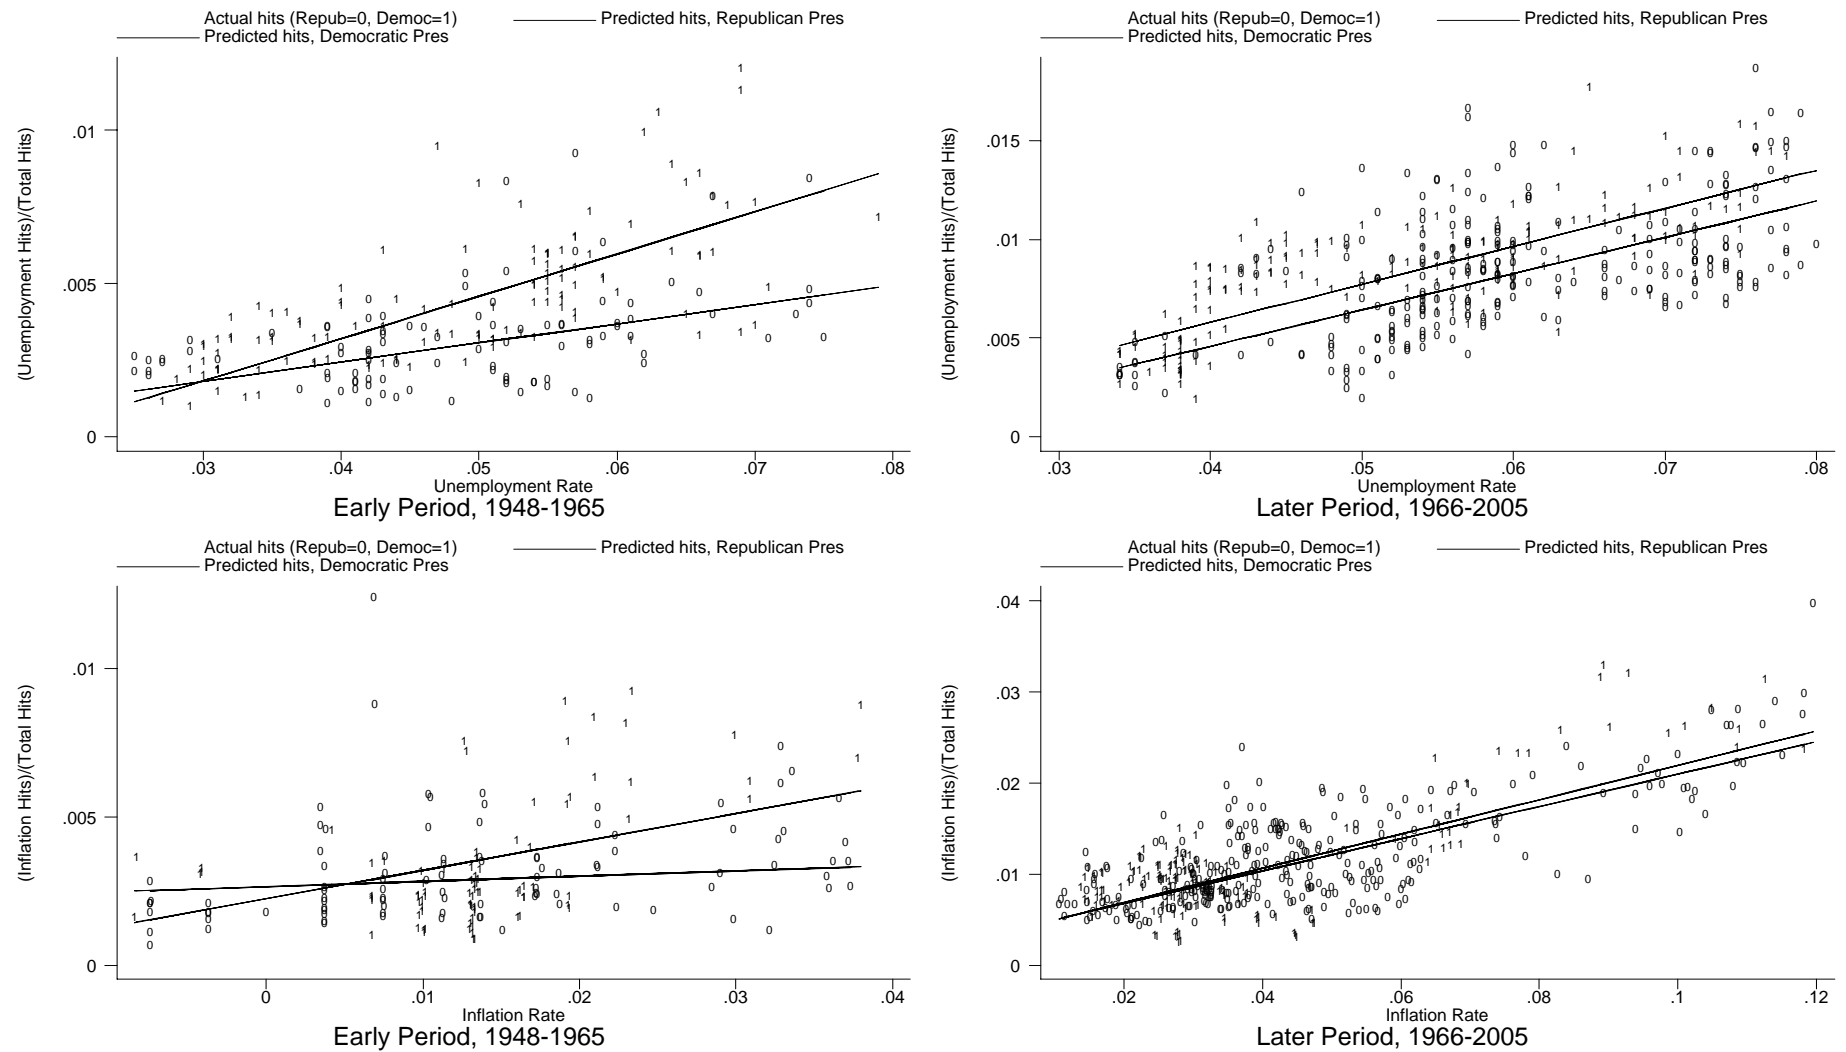 Actual hits (Repub=0, Democ=1) Predicted hits, Republican Pres
Predicted hits, Democratic Pres
(Unemployment Hits)/(Total Hits)
.01
.005
0
.03 .04 .05 .06 .07 .08
Unemployment Rate
Early Period, 1948-1965
Actual hits (Repub=0, Democ=1) Predicted hits, Republican Pres
Predicted hits, Democratic Pres
(Unemployment Hits)/(Total Hits)
.015
.01
.005
0
.03 .04 .05 .06 .07 .08
Unemployment Rate
Later Period, 1966-2005
Actual hits (Repub=0, Democ=1) Predicted hits, Republican Pres
Predicted hits, Democratic Pres
(Inflation Hits)/(Total Hits)
.01
.005
0
0 .01 .02 .03 .04
Inflation Rate
Early Period, 1948-1965
Actual hits (Repub=0, Democ=1) Predicted hits, Republican Pres
Predicted hits, Democratic Pres
(Inflation Hits)/(Total Hits)
.04
.03
.02
.01
0
.02 .04 .06 .08 .1 .12
Inflation Rate
Later Period, 1966-2005